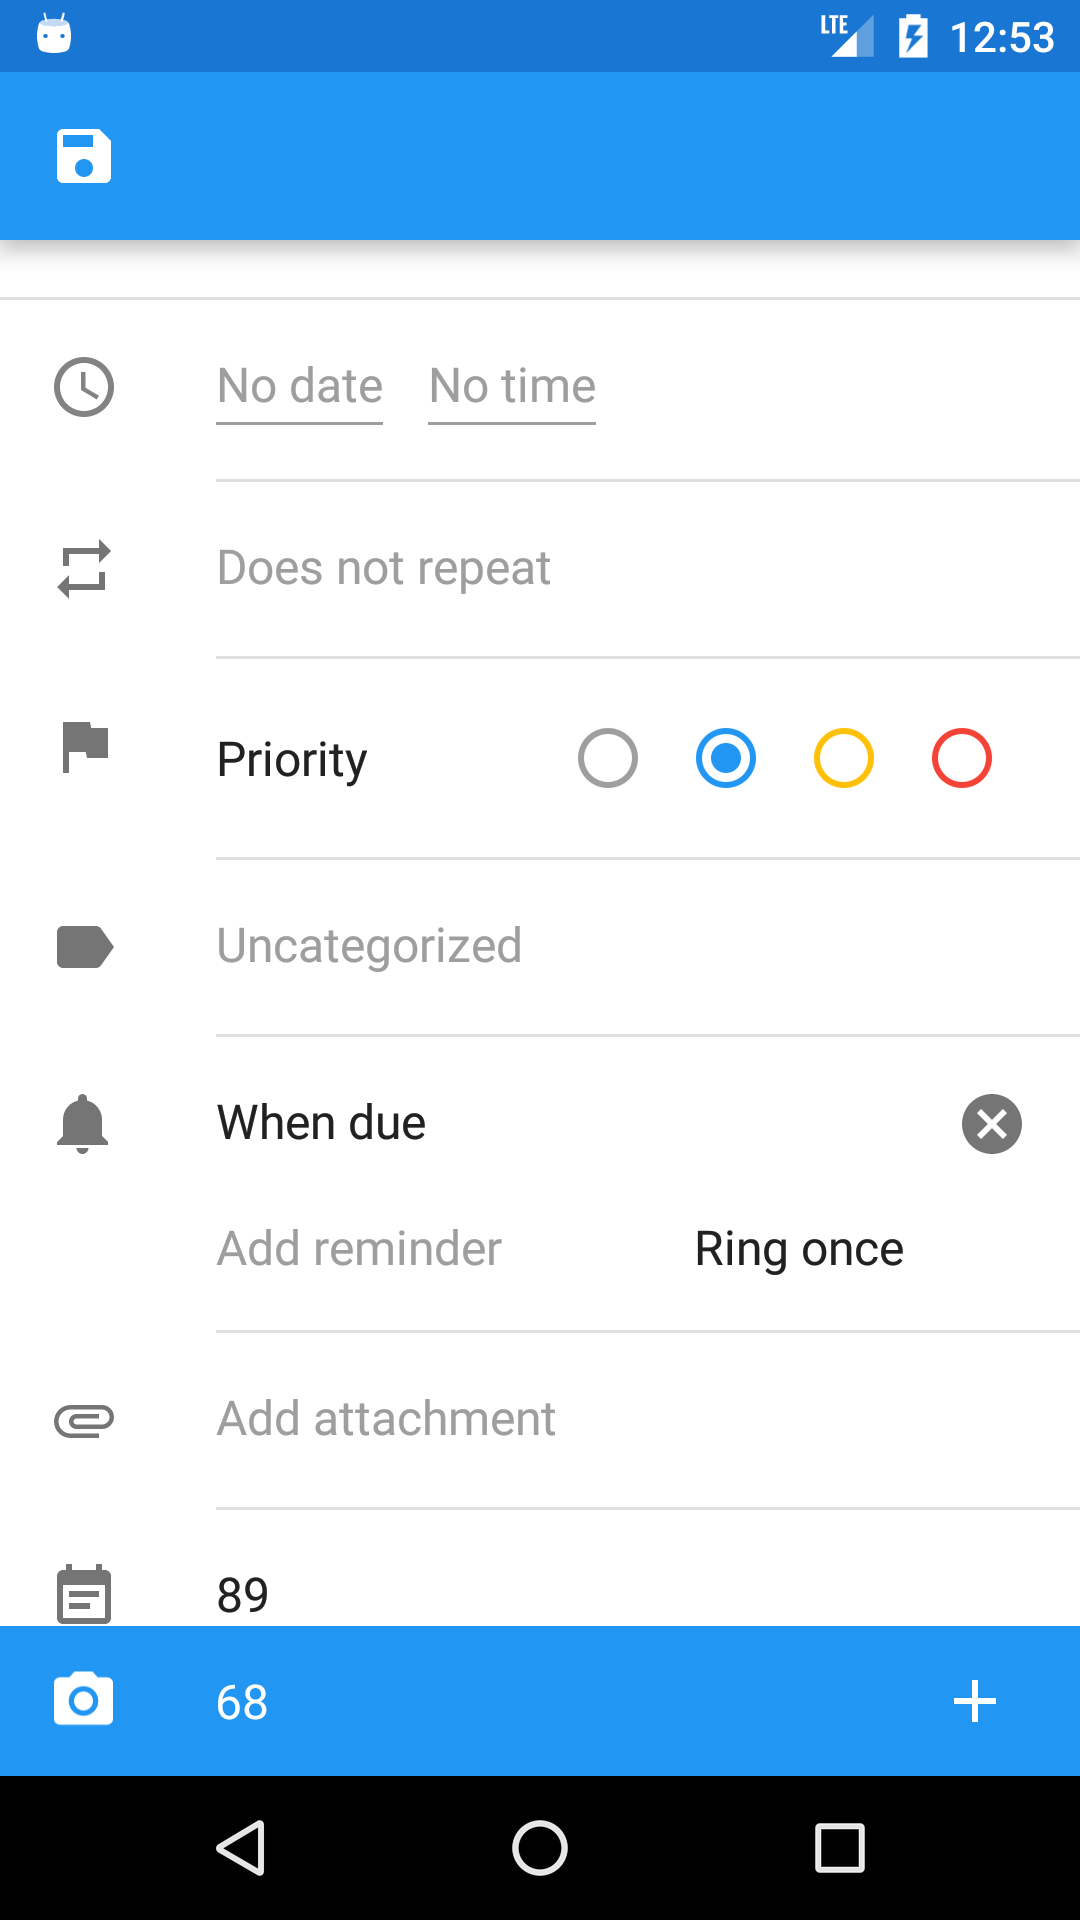 LTE 12:53
No date No time
Does not repeat
Priority
Uncategorized
When due
Add reminder Ring once
Add attachment
89
68